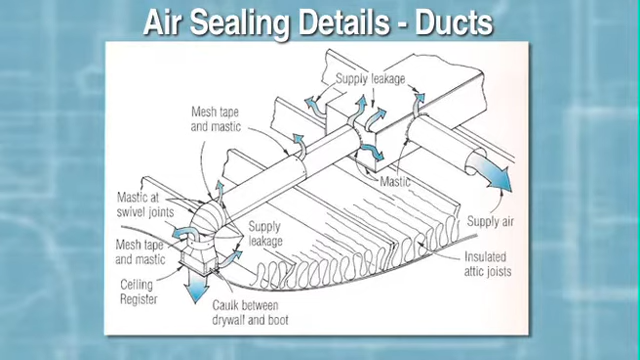 Air Sealing Details - Ducts
Supply leakage
Mesh tape
and mastic
Mastic
Mastic at
swivel joints
Supply
leakage
Supply air
Mesh tape
and mastic
Insulated
attic joists
Ceiling
Register
Caulk between
drywall and boot